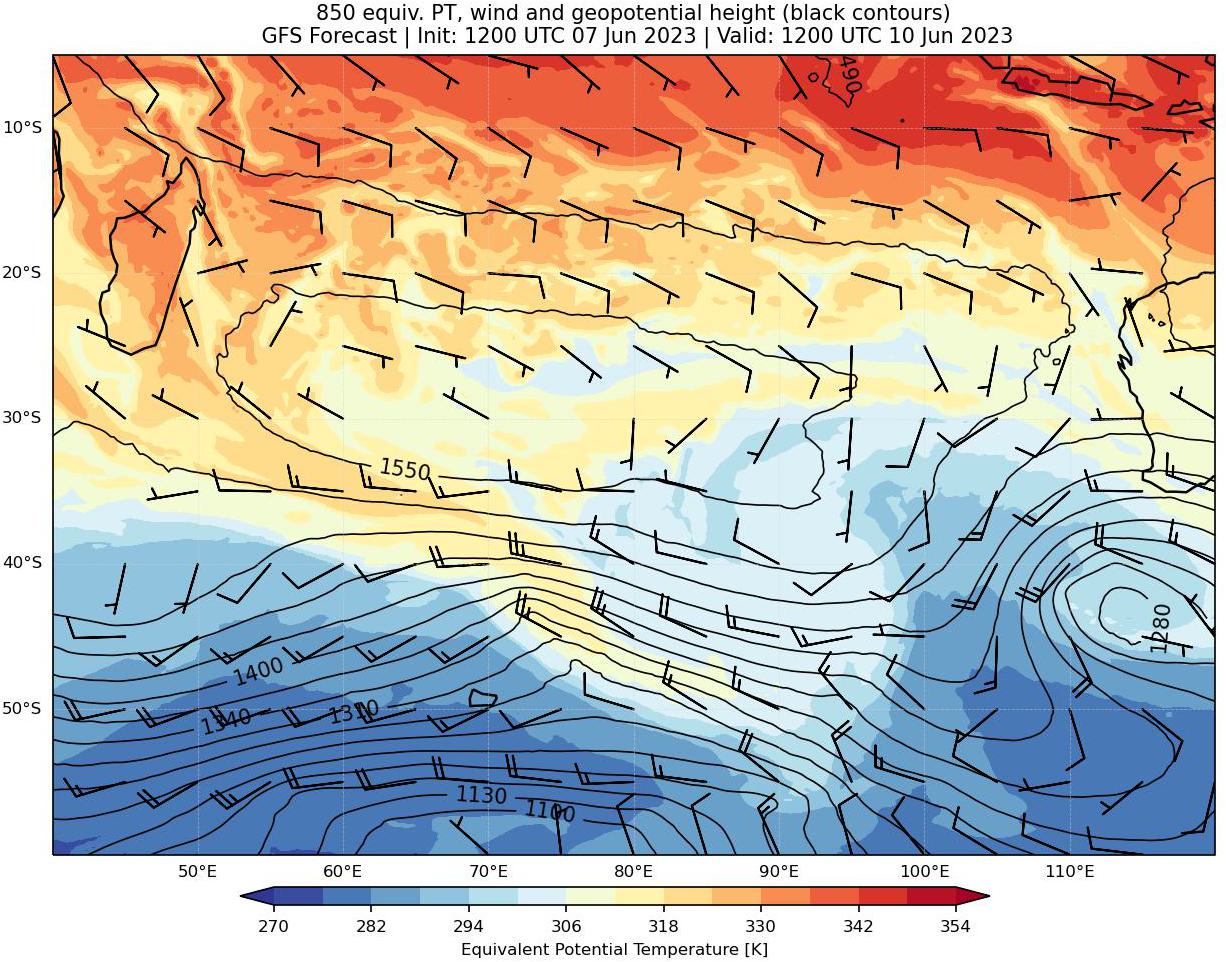 850 equiv. PT, wind and geopotential height (black contours)
GFS Forecast | Init: 1200 UTC 07 Jun 2023 | Valid: 1200 UTC 10 Jun 2023
490
10°S
20°S
30°S
1550
40°S
1280
1400
50°S
1340
1310
1130
1100
50°E 60°E 70°E 80°E 90°E 100°E 110°E
270 282 294 306 318 330 342 354
Equivalent Potential Temperature [K]